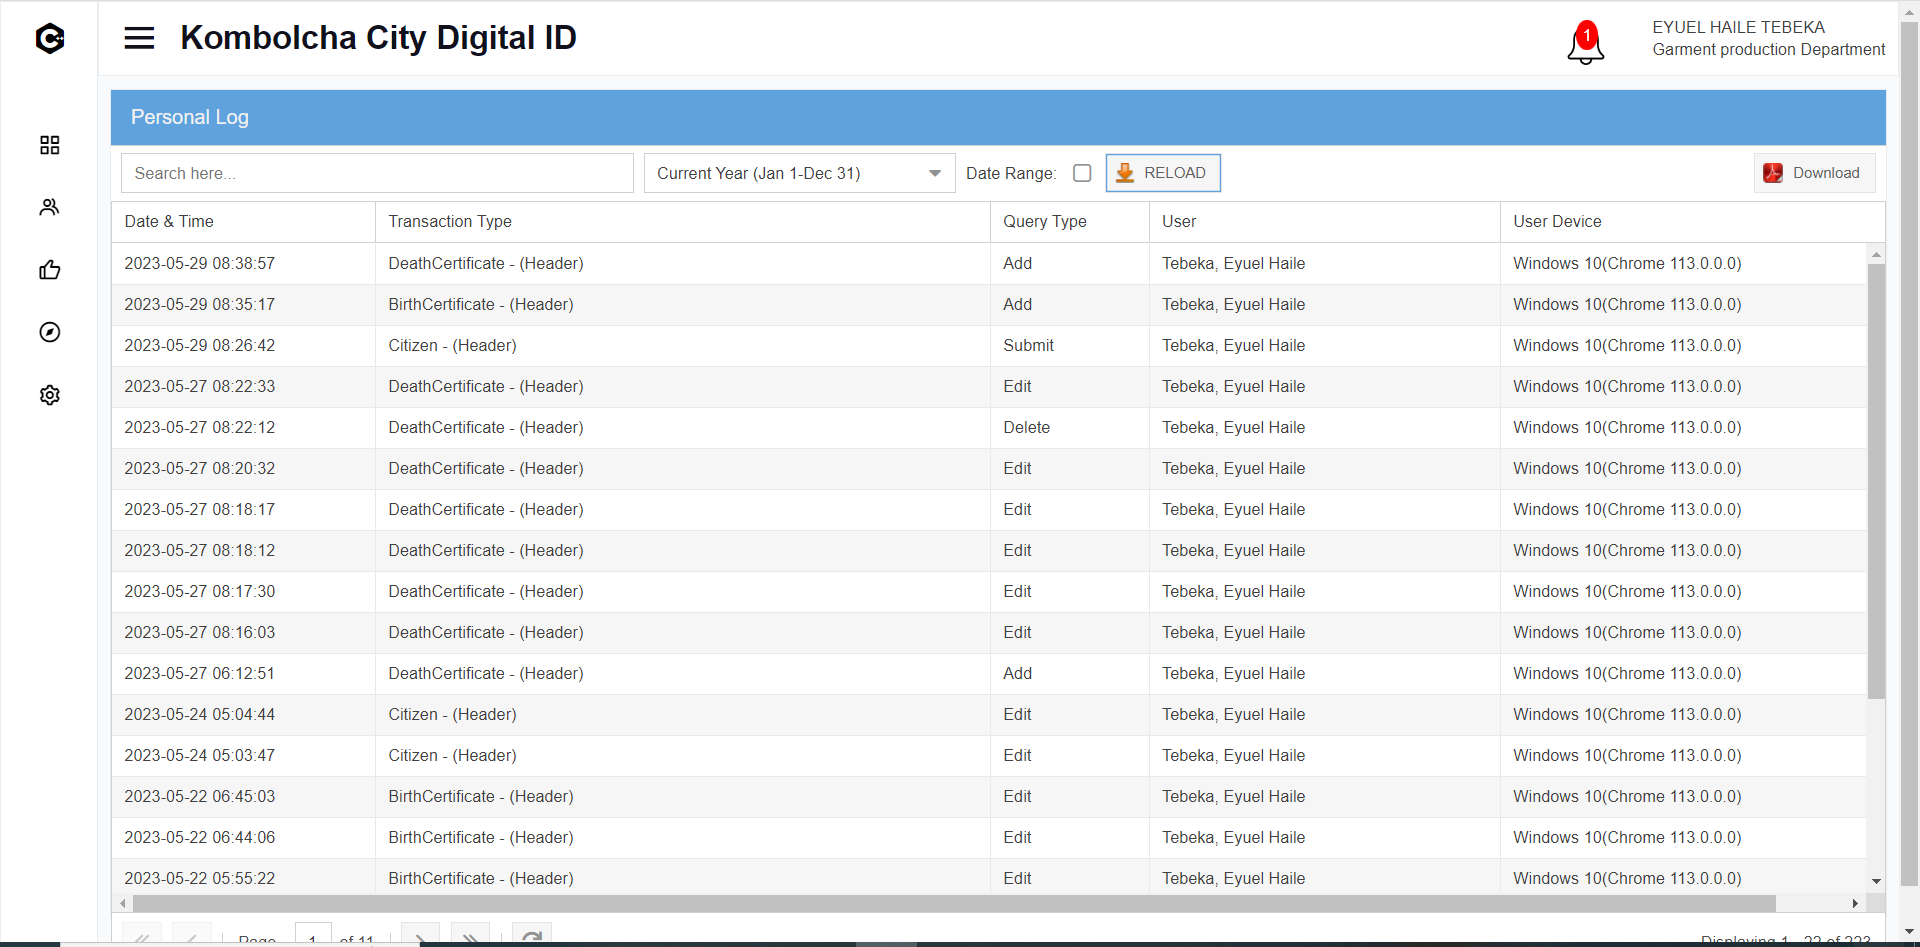 Kombolcha City Digital ID
1
EYUEL HAILE TEBEKA
Garment production Department
Personal Log
Search here...
Current Year (Jan 1-Dec 31)
Date Range:
RELOAD
Download
Date & Time Transaction Type Query Type User User Device
2023-05-29 08:38:57 DeathCertificate - (Header) Add Tebeka, Eyuel Haile Windows 10(Chrome 113.0.0.0)
2023-05-29 08:35:17 BirthCertificate - (Header) Add Tebeka, Eyuel Haile Windows 10(Chrome 113.0.0.0)
2023-05-29 08:26:42 Citizen - (Header) Submit Tebeka, Eyuel Haile Windows 10(Chrome 113.0.0.0)
2023-05-27 08:22:33 DeathCertificate - (Header) Edit Tebeka, Eyuel Haile Windows 10(Chrome 113.0.0.0)
2023-05-27 08:22:12 DeathCertificate - (Header) Delete Tebeka, Eyuel Haile Windows 10(Chrome 113.0.0.0)
2023-05-27 08:20:32 DeathCertificate - (Header) Edit Tebeka, Eyuel Haile Windows 10(Chrome 113.0.0.0)
2023-05-27 08:18:17 DeathCertificate - (Header) Edit Tebeka, Eyuel Haile Windows 10(Chrome 113.0.0.0)
2023-05-27 08:18:12 DeathCertificate - (Header) Edit Tebeka, Eyuel Haile Windows 10(Chrome 113.0.0.0)
2023-05-27 08:17:30 DeathCertificate - (Header) Edit Tebeka, Eyuel Haile Windows 10(Chrome 113.0.0.0)
2023-05-27 08:16:03 DeathCertificate - (Header) Edit Tebeka, Eyuel Haile Windows 10(Chrome 113.0.0.0)
2023-05-27 06:12:51 DeathCertificate - (Header) Add Tebeka, Eyuel Haile Windows 10(Chrome 113.0.0.0)
2023-05-24 05:04:44 Citizen - (Header) Edit Tebeka, Eyuel Haile Windows 10(Chrome 113.0.0.0)
2023-05-24 05:03:47 Citizen - (Header) Edit Tebeka, Eyuel Haile Windows 10(Chrome 113.0.0.0)
2023-05-22 06:45:03 BirthCertificate - (Header) Edit Tebeka, Eyuel Haile Windows 10(Chrome 113.0.0.0)
2023-05-22 06:44:06 BirthCertificate - (Header) Edit Tebeka, Eyuel Haile Windows 10(Chrome 113.0.0.0)
2023-05-22 05:55:22 BirthCertificate - (Header) Edit Tebeka, Eyuel Haile Windows 10(Chrome 113.0.0.0)
Page 1 of 11 Displaying 1 - 22 of 223